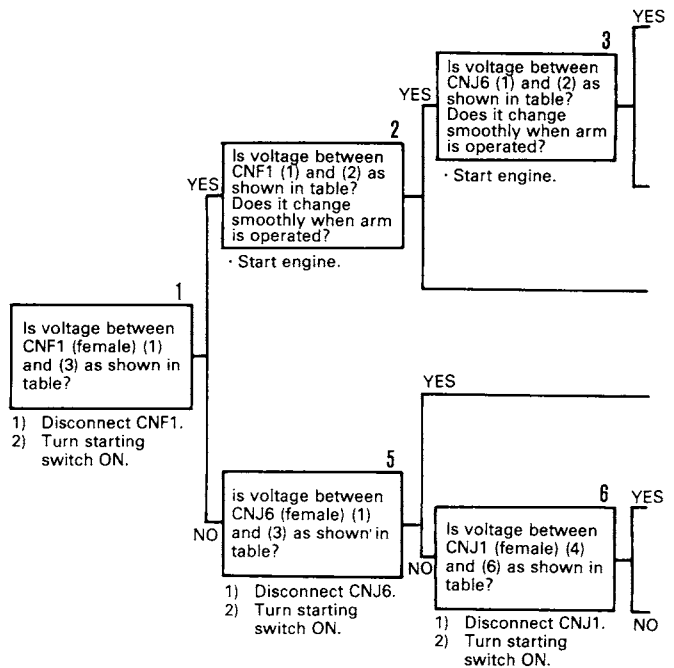 1
Is voltage between
CNF1 (female) (1)
and (3) as shown in
table?
1) Disconnect CNF1.
2) Turn starting
switch ON.
YES
2
Is voltage between
CNF1 (1) and (2) as
shown in table?
Does it change
smoothly when arm
is operated?
· Start engine.
YES
3
Is voltage between
CNJ6 (1) and (2) as
shown in table?
Does it change
smoothly when arm
is operated?
· Start engine.
YES
NO
5
is voltage between
CNJ6 (female) (1)
and (3) as shown in
table?
1) Disconnect CNJ6.
2) Turn starting
switch ON.
YES
NO
6
Is voltage between
CNJ1 (female) (4)
and (6) as shown in
table?
1) Disconnect CNJ1.
2) Turn starting
switch ON.
YES
NO